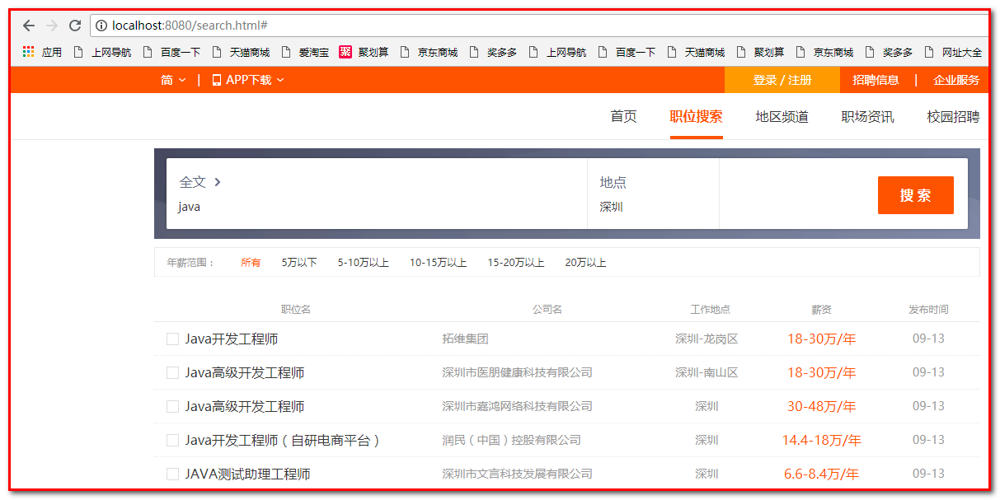 localhost:8080/search.html#
应用 上网导航 百度一下 天猫商城 爱淘宝 聚 聚划算 京东商城 奖多多 上网导航 百度一下 天猫商城 聚划算 京东商城 奖多多 网址大全
简 | APP下载 登录 / 注册 招聘信息 | 企业服务
首页 职位搜索 地区频道 职场资讯 校园招聘
全文 地点
java 深圳 搜 索
年薪范围: 所有 5万以下 5-10万以上 10-15万以上 15-20万以上 20万以上
职位名 公司名 工作地点 薪资 发布时间
Java开发工程师 拓维集团 深圳-龙岗区 18-30万/年 09-13
Java高级开发工程师 深圳市医朋健康科技有限公司 深圳-南山区 18-30万/年 09-13
Java高级开发工程师 深圳市嘉鸿网络科技有限公司 深圳 30-48万/年 09-13
Java开发工程师（自研电商平台） 润民（中国）控股有限公司 深圳 14.4-18万/年 09-13
JAVA测试助理工程师 深圳市文言科技发展有限公司 深圳 6.6-8.4万/年 09-13